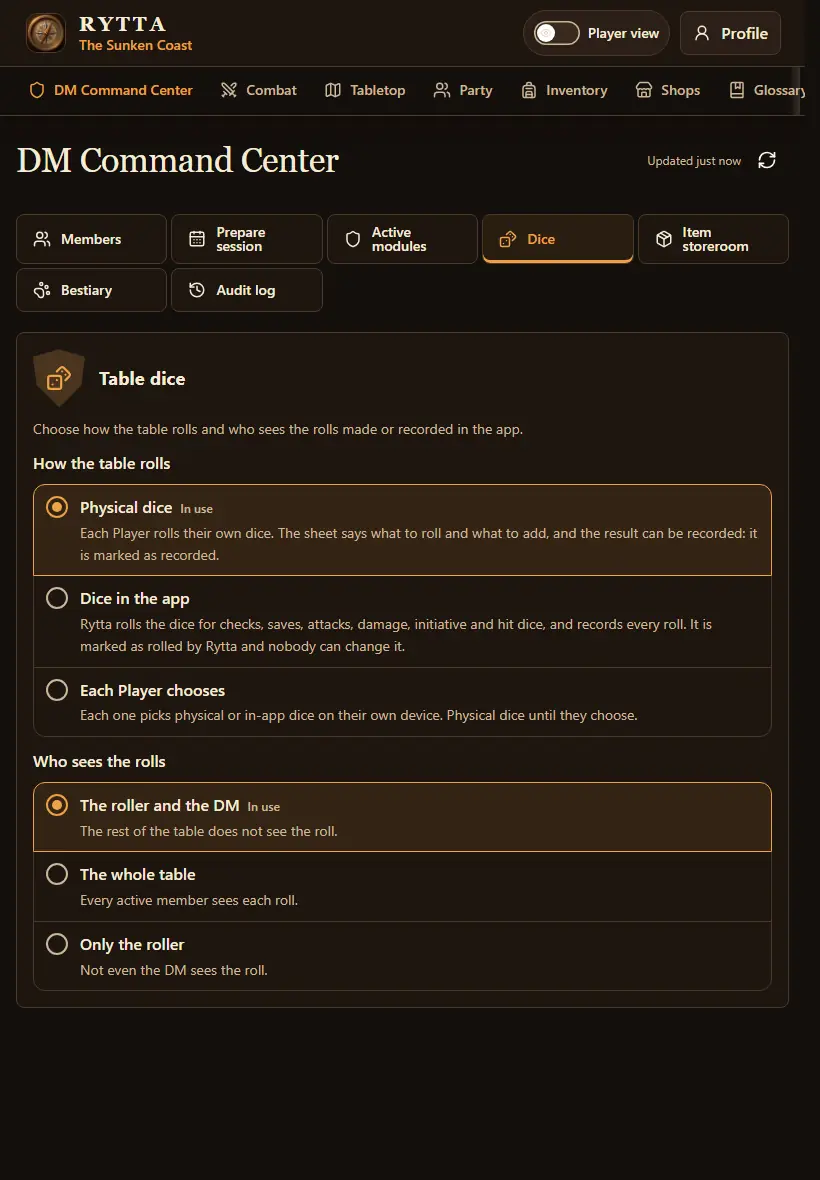 RYTTA
The Sunken Coast
Player view
Profile
DM Command Center
Combat
Tabletop
Party
Inventory
Shops
Glossary
DM Command Center
Updated just now
Members
Prepare
session
Active
modules
Dice
Item
storeroom
Bestiary
Audit log
Table dice
Choose how the table rolls and who sees the rolls made or recorded in the app.
How the table rolls
Physical dice In use
Each Player rolls their own dice. The sheet says what to roll and what to add, and the result can be recorded: it
is marked as recorded.
Dice in the app
Rytta rolls the dice for checks, saves, attacks, damage, initiative and hit dice, and records every roll. It is
marked as rolled by Rytta and nobody can change it.
Each Player chooses
Each one picks physical or in-app dice on their own device. Physical dice until they choose.
Who sees the rolls
The roller and the DM In use
The rest of the table does not see the roll.
The whole table
Every active member sees each roll.
Only the roller
Not even the DM sees the roll.